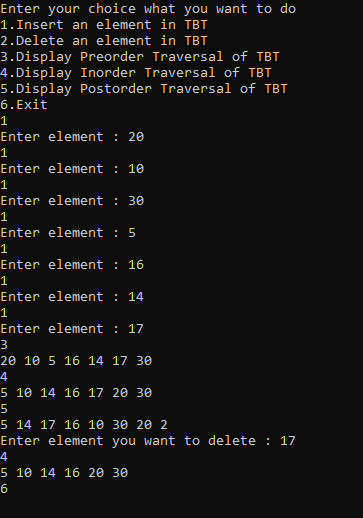 Enter your choice what you want to do
1.Insert an element in TBT
2.Delete an element in TBT
3.Display Preorder Traversal of TBT
4.Display Inorder Traversal of TBT
5.Display Postorder Traversal of TBT
6.Exit
1
Enter element : 20
1
Enter element : 10
1
Enter element : 30
1
Enter element : 5
1
Enter element : 16
1
Enter element : 14
1
Enter element : 17
3
20 10 5 16 14 17 30
4
5 10 14 16 17 20 30
5
5 14 17 16 10 30 20 2
Enter element you want to delete : 17
4
5 10 14 16 20 30
6